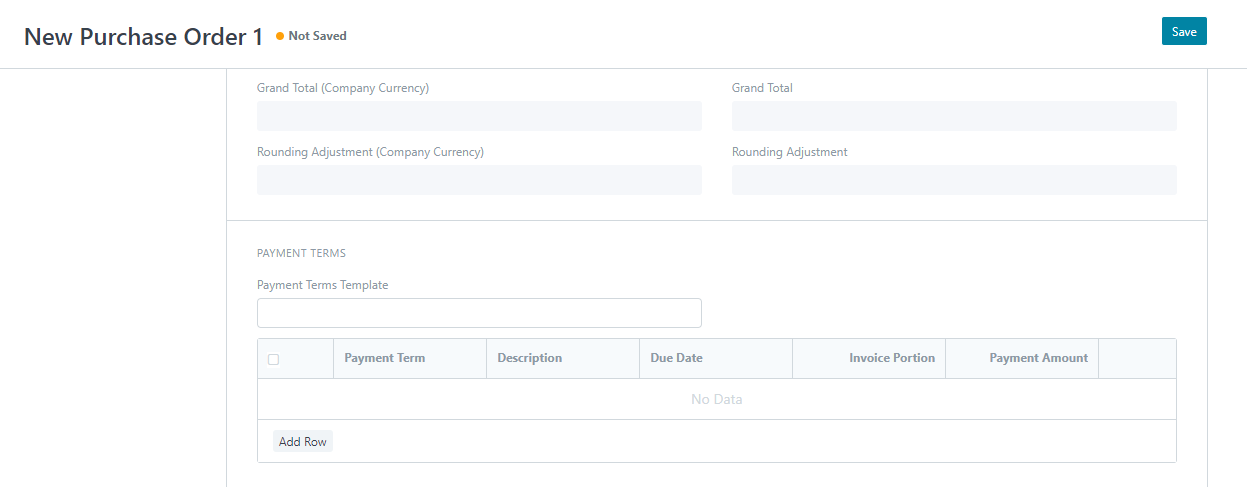 New Purchase Order 1 Not Saved Save
Grand Total (Company Currency) Grand Total
Rounding Adjustment (Company Currency) Rounding Adjustment
PAYMENT TERMS
Payment Terms Template
Payment Term Description Due Date Invoice Portion Payment Amount
No Data
Add Row